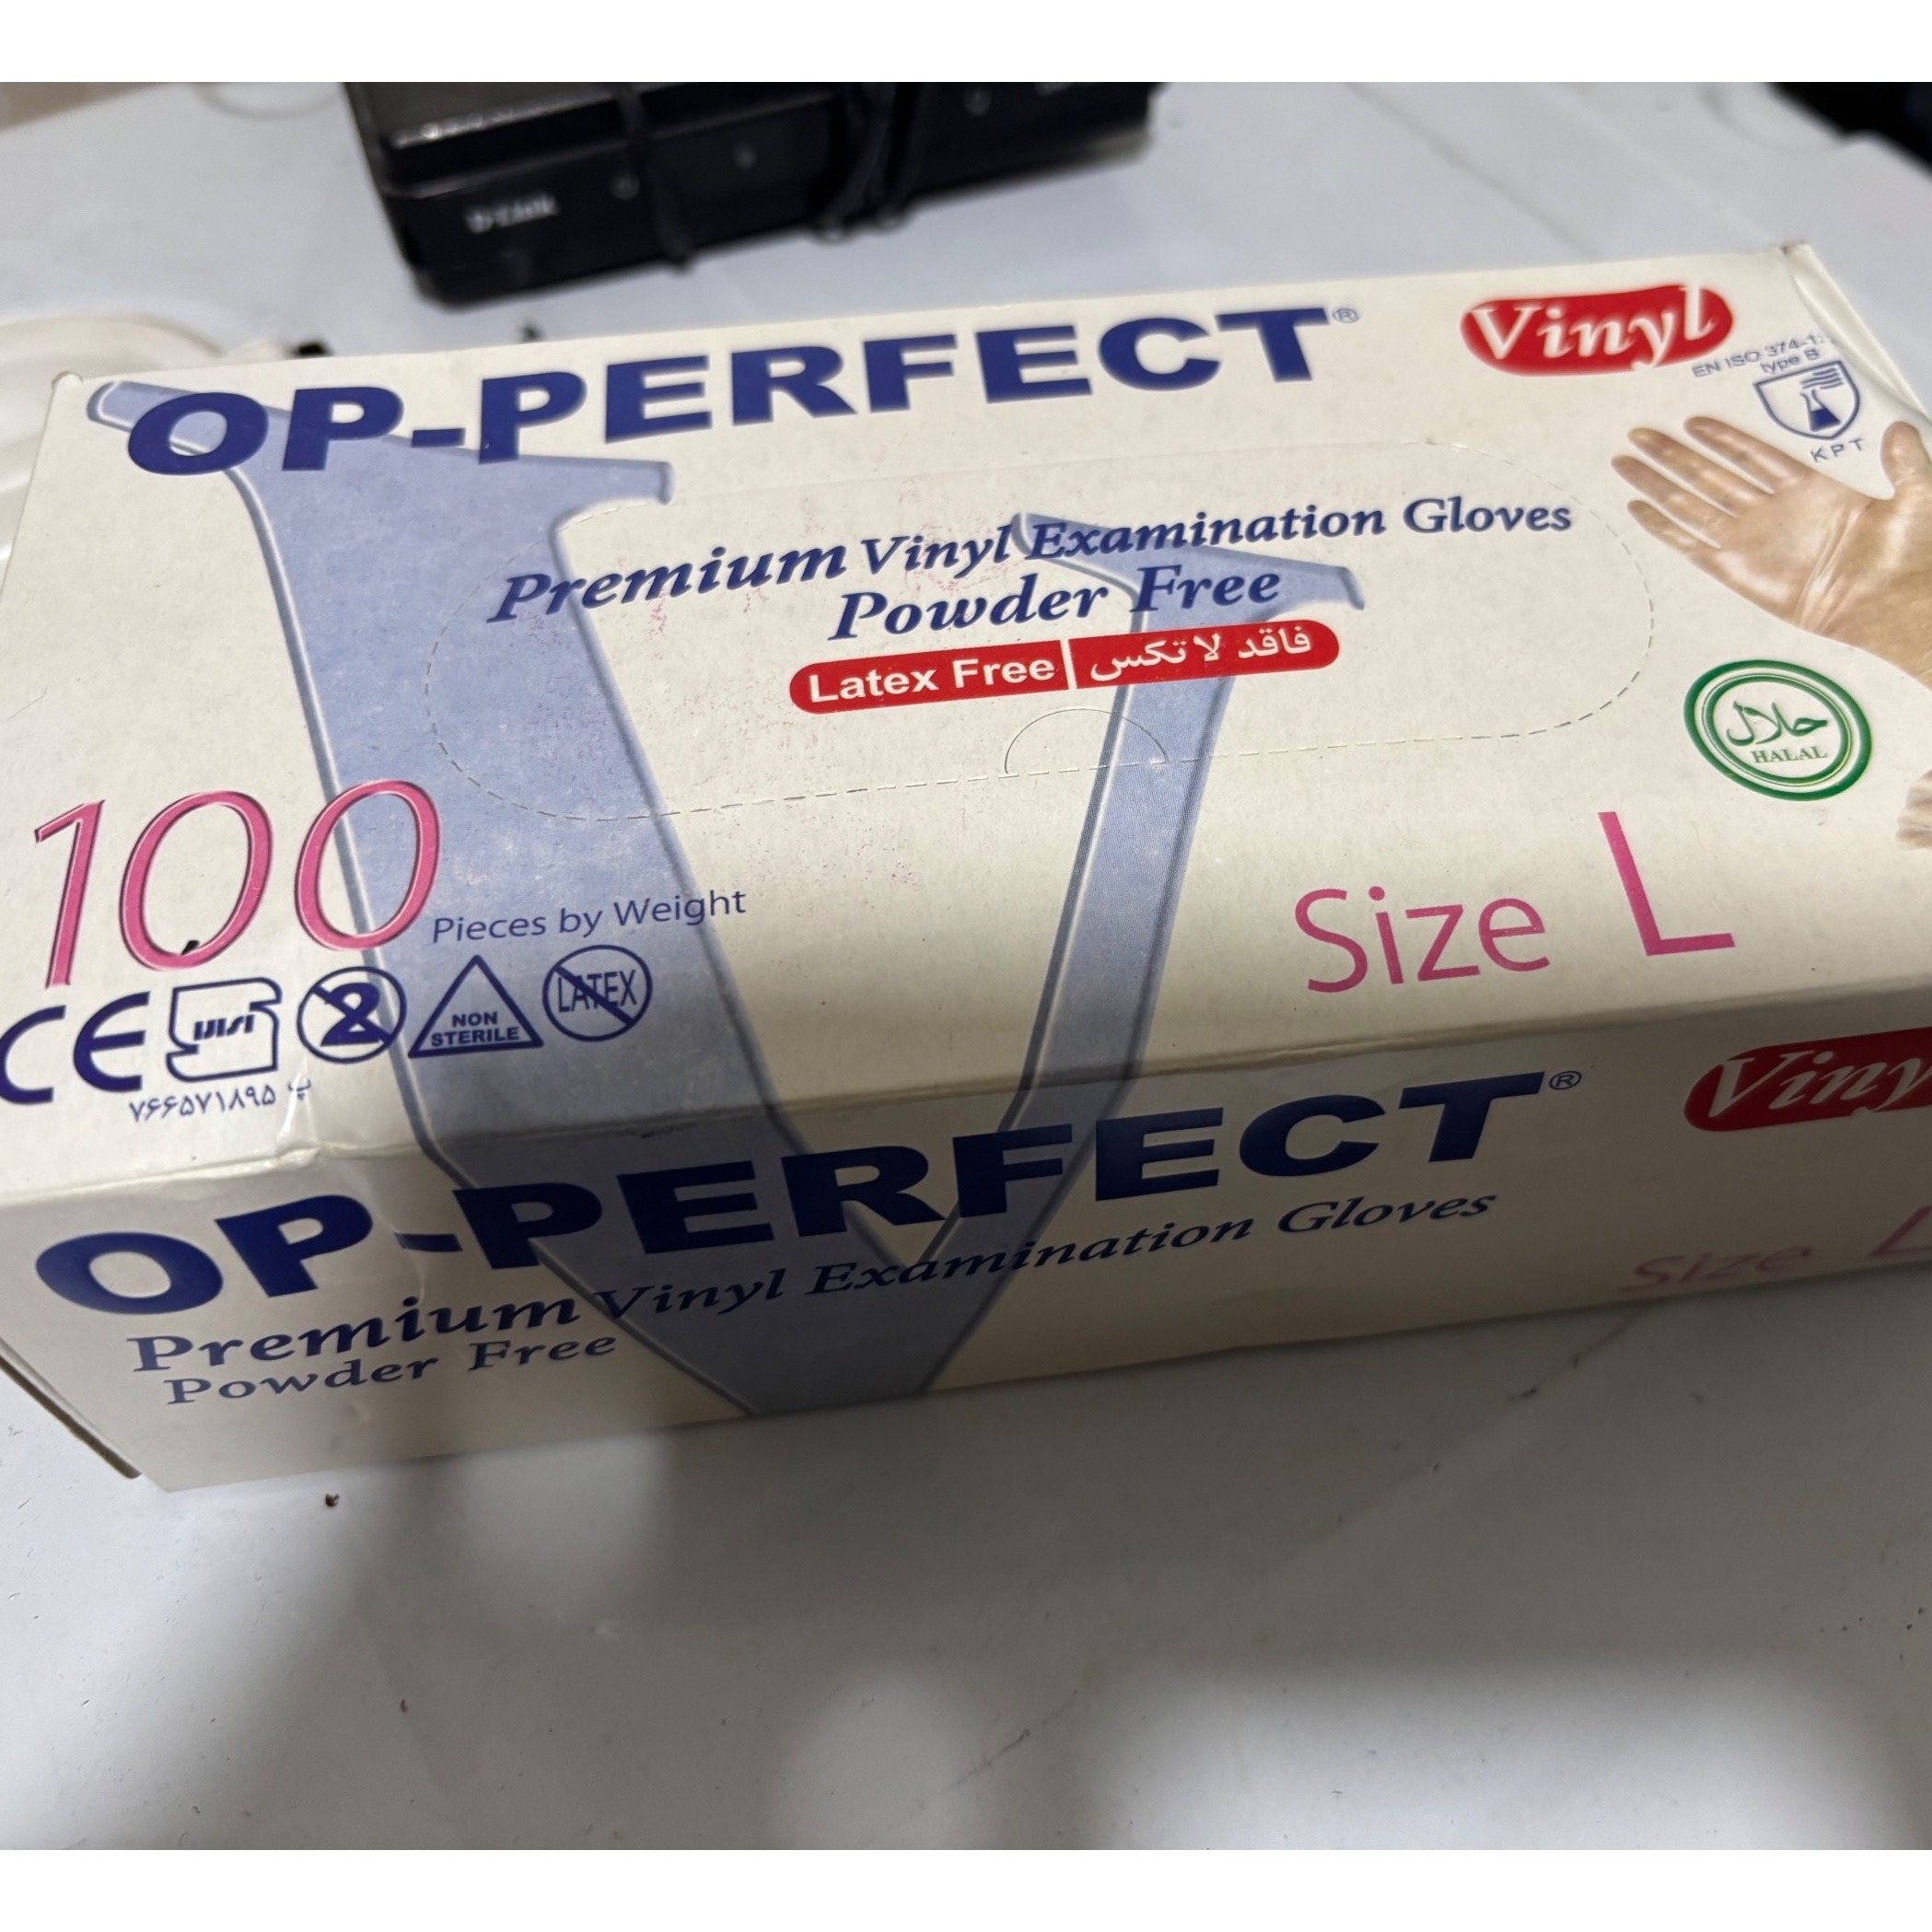 D-Link
OP-PERFECT®
Vinyl
EN ISO 374-1:
type B
KPT
Premium Vinyl Examination Gloves
Powder Free
Latex Free | فاقد لاتکس
حلال
HALAL
100 Pieces by Weight
Size L
CE
2
NON
STERILE
LATEX
۷۶۶۵۷۱۸۹۵ پ
OP-PERFECT®
Vinyl
Premium Vinyl Examination Gloves
Powder Free
Size L